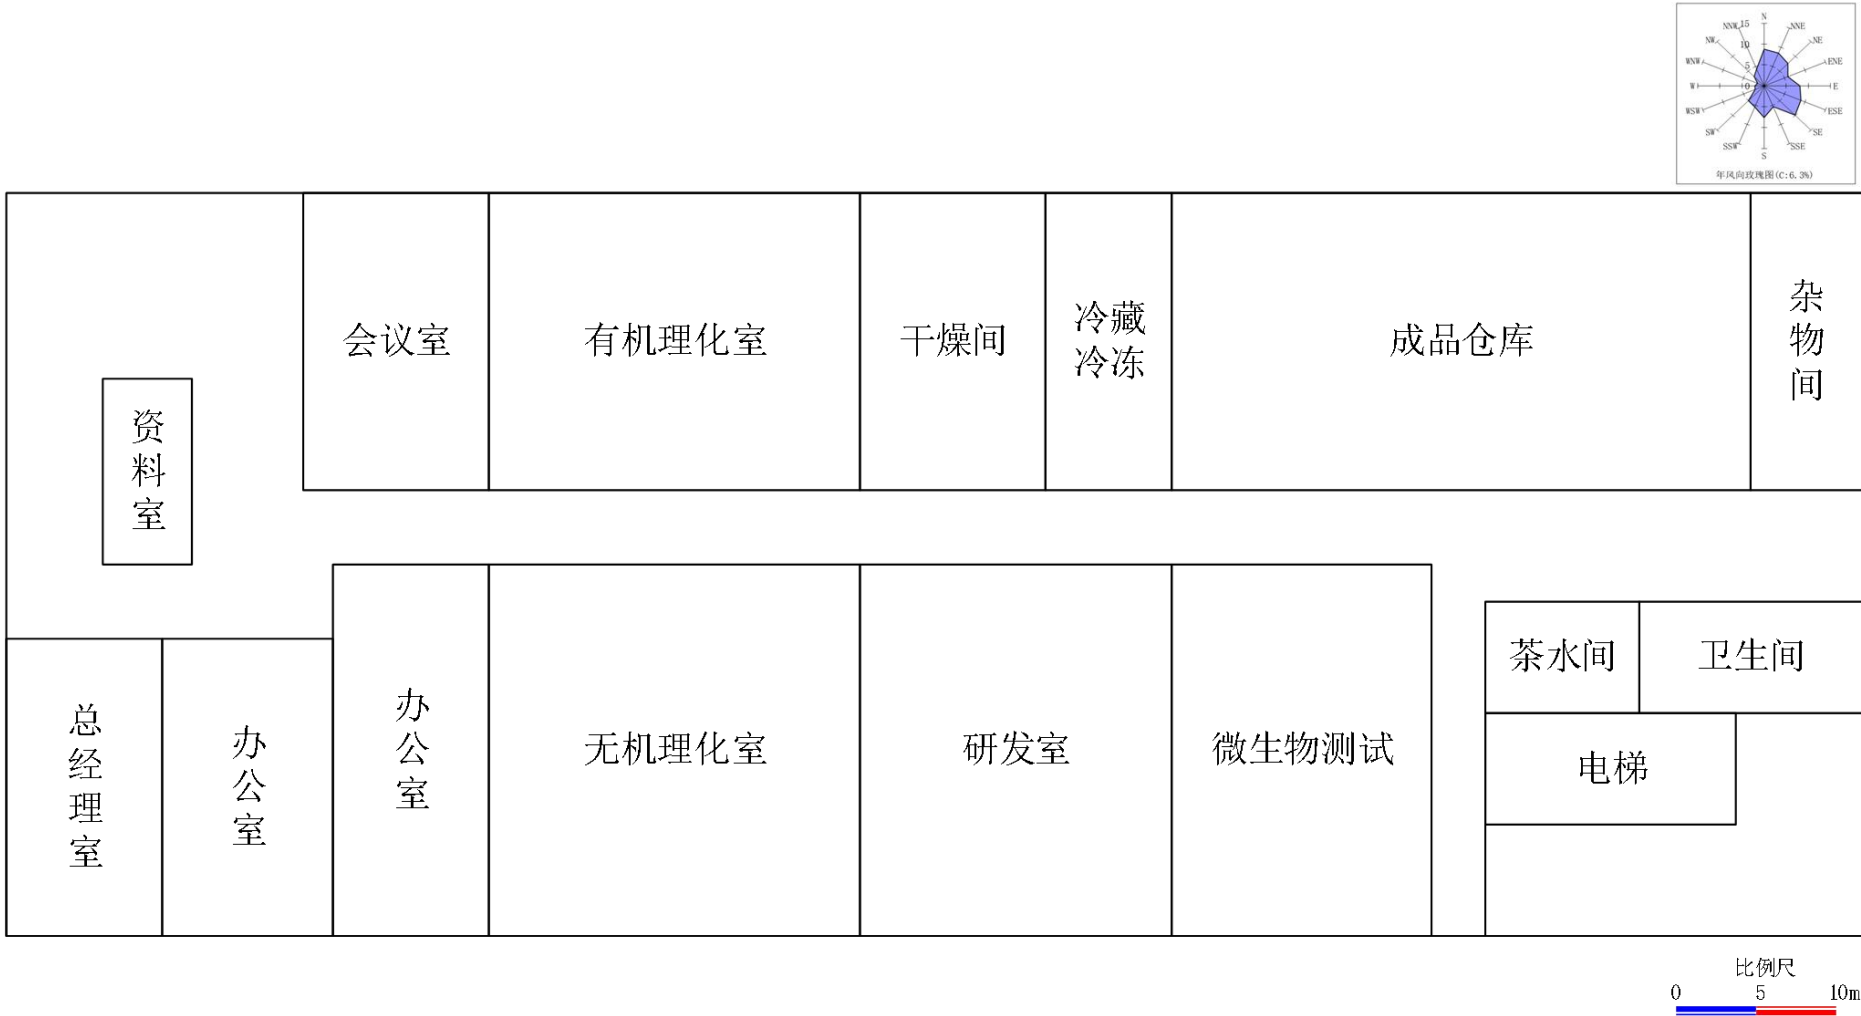 N
NNW
15
NNE
NW
10
NE
WNW
5
ENE
W
0
E
WSW
ESE
SW
SE
SSW
SSE
S
年风向玫瑰图(C:6.3%)
会议室
有机理化室
干燥间
冷藏
冷冻
成品仓库
杂
物
间
资
料
室
总
经
理
室
办
公
室
办
公
室
无机理化室
研发室
微生物测试
茶水间
卫生间
电梯
比例尺
0 5 10m